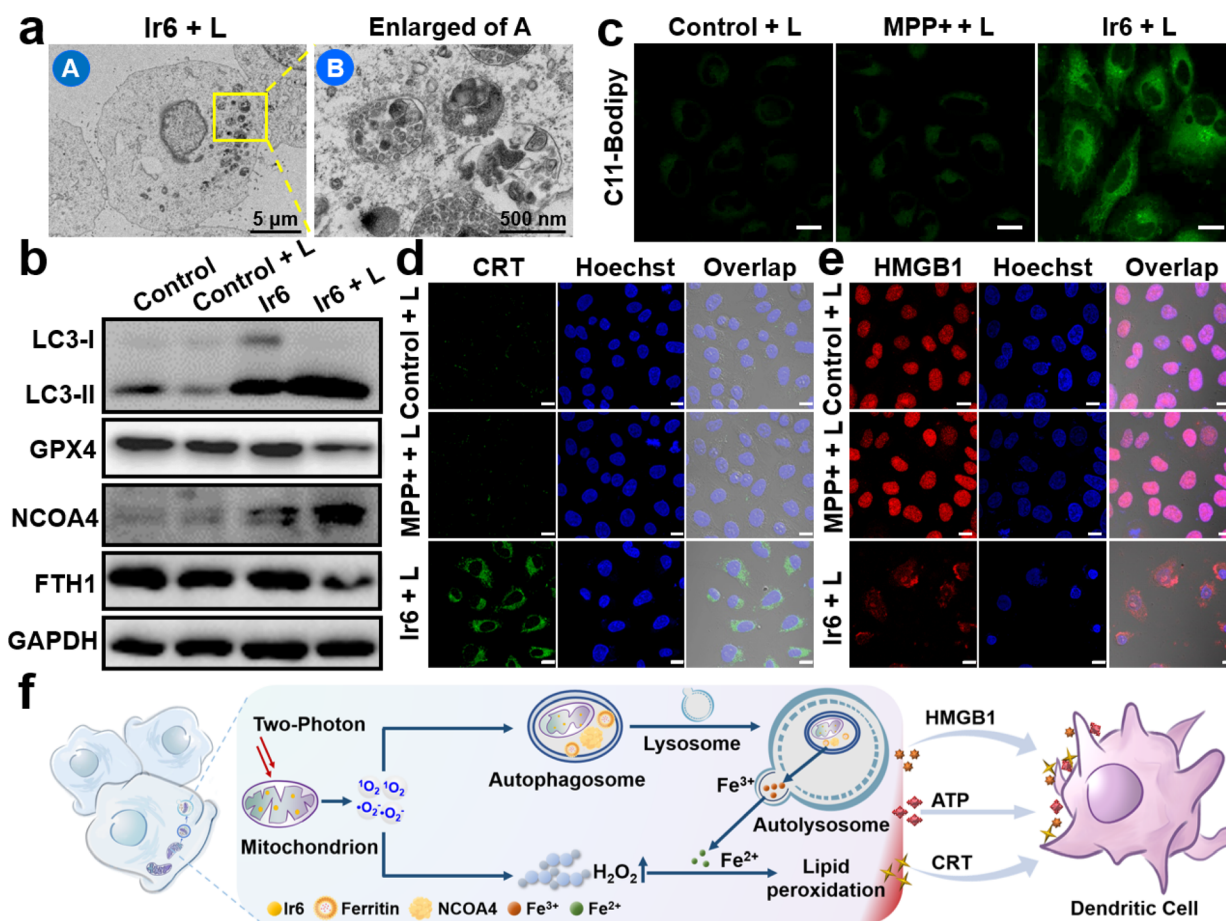 a
Ir6 + L
Enlarged of A
A
B
5 µm
500 nm
c
Control + L
MPP+ + L
Ir6 + L
C11-Bodipy
b
Control
Control + L
Ir6
Ir6 + L
LC3-I
LC3-II
GPX4
NCOA4
FTH1
GAPDH
d
CRT
Hoechst
Overlap
Control + L
MPP+ + L
Ir6 + L
e
HMGB1
Hoechst
Overlap
Control + L
MPP+ + L
Ir6 + L
f
Two-Photon
Mitochondrion
¹O₂ ¹O₂
•O₂⁻•O₂⁻
Autophagosome
Lysosome
Fe³⁺
Autolysosome
H₂O₂
Fe²⁺
Lipid
peroxidation
HMGB1
ATP
CRT
Dendritic Cell
Ir6
Ferritin
NCOA4
Fe³⁺
Fe²⁺